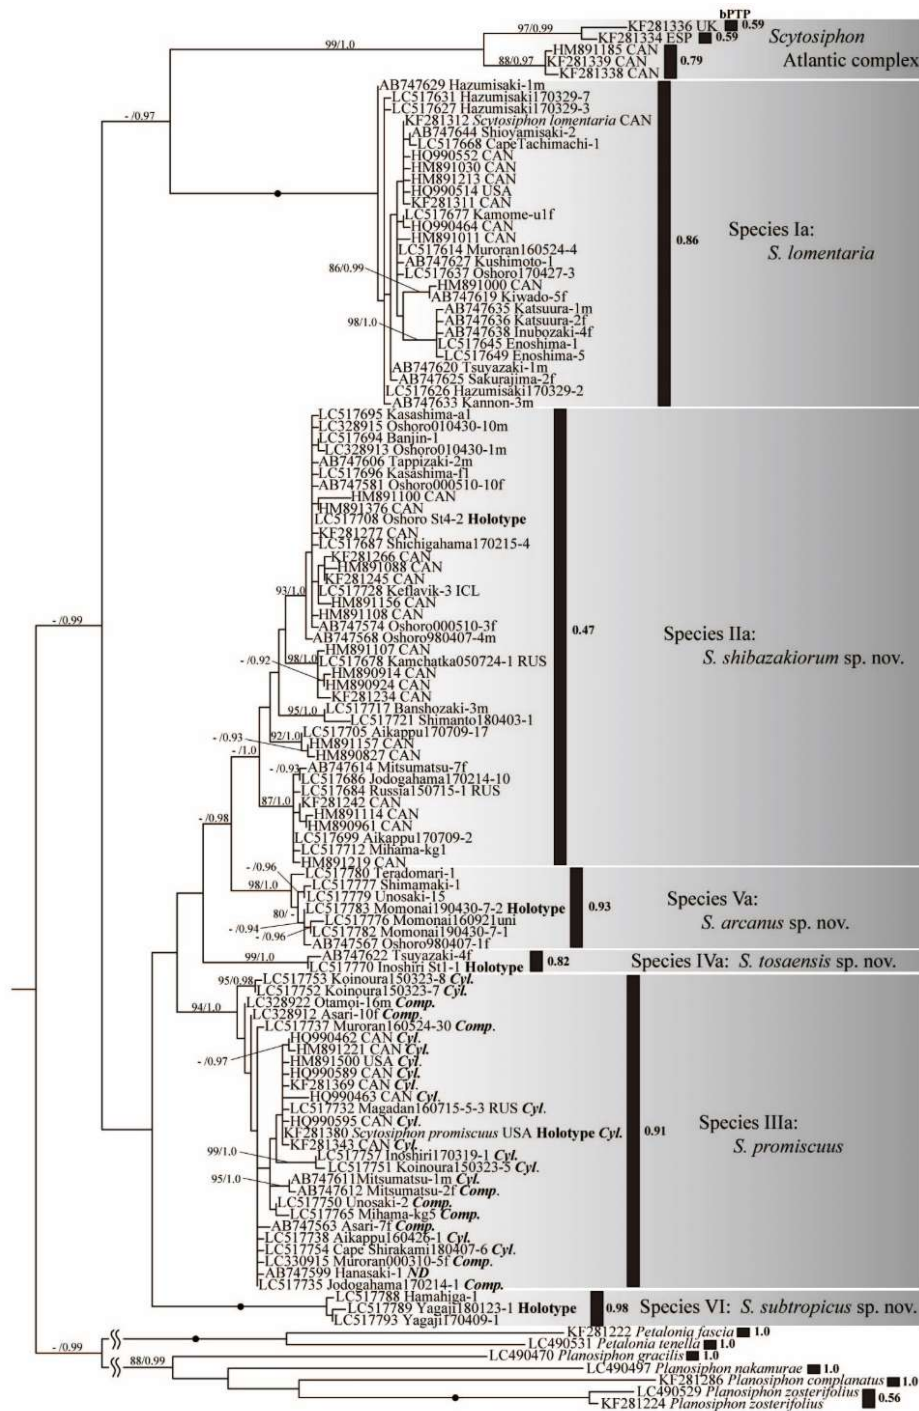 bPTP
KF281336 UK 0.59
97/0.99
KF281334 ESP 0.59
Scytosiphon
Atlantic complex
99/1.0
HM891185 CAN
88/0.97
KF281339 CAN 0.79
KF281338 CAN
- /0.97
AB747629 Hazumisaki-1m
LC517631 Hazumisaki170329-7
LC517627 Hazumisaki170329-3
KF281312 Scytosiphon lomentaria CAN
AB747644 Shioyamisaki-2
LC517668 CapeTachimachi-1
HQ990552 CAN
HM891030 CAN
HM891213 CAN
HQ990514 USA
KF281311 CAN
LC517677 Kamome-u1f
HQ990464 CAN
HM891011 CAN
LC517614 Muroran160524-4
AB747627 Kushimoto-1
LC517637 Oshoro170427-3
86/0.99
HM891000 CAN
AB747619 Kiwado-5f
AB747635 Katsuura-1m
AB747636 Katsuura-2f
98/1.0
AB747638 Inubozaki-4f
LC517645 Enoshima-1
LC517649 Enoshima-5
AB747620 Tsuyazaki-1m
AB747625 Sakurajima-2f
LC517626 Hazumisaki170329-2
AB747633 Kannon-3m
0.86
Species Ia:
S. lomentaria
LC517695 Kasashima-a1
LC328915 Oshoro010430-10m
LC517694 Banjin-1
LC328913 Oshoro010430-1m
AB747606 Tappizaki-2m
LC517696 Kasashima-f1
AB747581 Oshoro000510-10f
HM891100 CAN
HM891376 CAN
LC517708 Oshoro St4-2 Holotype
KF281277 CAN
LC517687 Shichigahama170215-4
KF281266 CAN
HM891088 CAN
KF281245 CAN
93/1.0
LC517728 Keflavik-3 ICL
HM891156 CAN
HM891108 CAN
- /0.99
AB747574 Oshoro000510-3f
AB747568 Oshoro980407-4m
HM891107 CAN
- /0.92
98/1.0
LC517678 Kamchatka050724-1 RUS
HM890914 CAN
HM890924 CAN
KF281234 CAN
95/1.0
LC517717 Banshozaki-3m
LC517721 Shimanto180403-1
LC517705 Aikappu170709-17
- /0.93
92/1.0
HM891157 CAN
HM890827 CAN
- /1.0
- /0.93
AB747614 Mitsumatsu-7f
LC517686 Jodogahama170214-10
LC517684 Russia150715-1 RUS
87/1.0
KF281242 CAN
HM891114 CAN
HM890961 CAN
- /0.98
LC517699 Aikappu170709-2
LC517712 Mihama-kg1
HM891219 CAN
0.47
Species IIa:
S. shibazakiorum sp. nov.
- /0.96
LC517780 Teradomari-1
98/1.0
LC517777 Shimamaki-1
LC517779 Unosaki-15
80/ -
LC517783 Momonai190430-7-2 Holotype
- /0.94
LC517776 Momonai160921uni
- /0.96
LC517782 Momonai190430-7-1
AB747567 Oshoro980407-1f
0.93
Species Va:
S. arcanus sp. nov.
99/1.0
AB747622 Tsuyazaki-4f
LC517770 Inoshiri St1-1 Holotype
0.82
Species IVa: S. tosaensis sp. nov.
95/0.98
LC517753 Koinoura150323-8 Cyl.
LC517752 Koinoura150323-7 Cyl.
94/1.0
LC328922 Otamoi-16m Comp.
LC328912 Asari-10f Comp.
LC517737 Muroran160524-30 Comp.
HQ990462 CAN Cyl.
- /0.97
HM891221 CAN Cyl.
HM891500 USA Cyl.
HQ990589 CAN Cyl.
KF281369 CAN Cyl.
HQ990463 CAN Cyl.
LC517732 Magadan160715-5-3 RUS Cyl.
HQ990595 CAN Cyl.
KF281380 Scytosiphon promiscuus USA Holotype Cyl.
KF281343 CAN Cyl.
99/1.0
LC517757 Inoshiri170319-1 Cyl.
LC517751 Koinoura150323-5 Cyl.
95/1.0
AB747611Mitsumatsu-1m Cyl.
AB747612 Mitsumatsu-2f Comp.
LC517750 Unosaki-2 Comp.
LC517765 Mihama-kg5 Comp.
AB747563 Asari-7f Comp.
LC517738 Aikappu160426-1 Cyl.
LC517754 Cape Shirakami180407-6 Cyl.
LC330915 Muroran000310-5f Comp.
AB747599 Hanasaki-1 ND
LC517735 Jodogahama170214-1 Comp.
0.91
Species IIIa:
S. promiscuus
LC517788 Hamahiga-1
LC517789 Yagaji180123-1 Holotype
LC517793 Yagaji170409-1
0.98
Species VI: S. subtropicus sp. nov.
- /0.99
KF281222 Petalonia fascia 1.0
LC490531 Petalonia tenella 1.0
88/0.99
LC490470 Planosiphon gracilis 1.0
LC490497 Planosiphon nakamurae 1.0
KF281286 Planosiphon complanatus 1.0
LC490529 Planosiphon zosterifolius
KF281224 Planosiphon zosterifolius
0.56